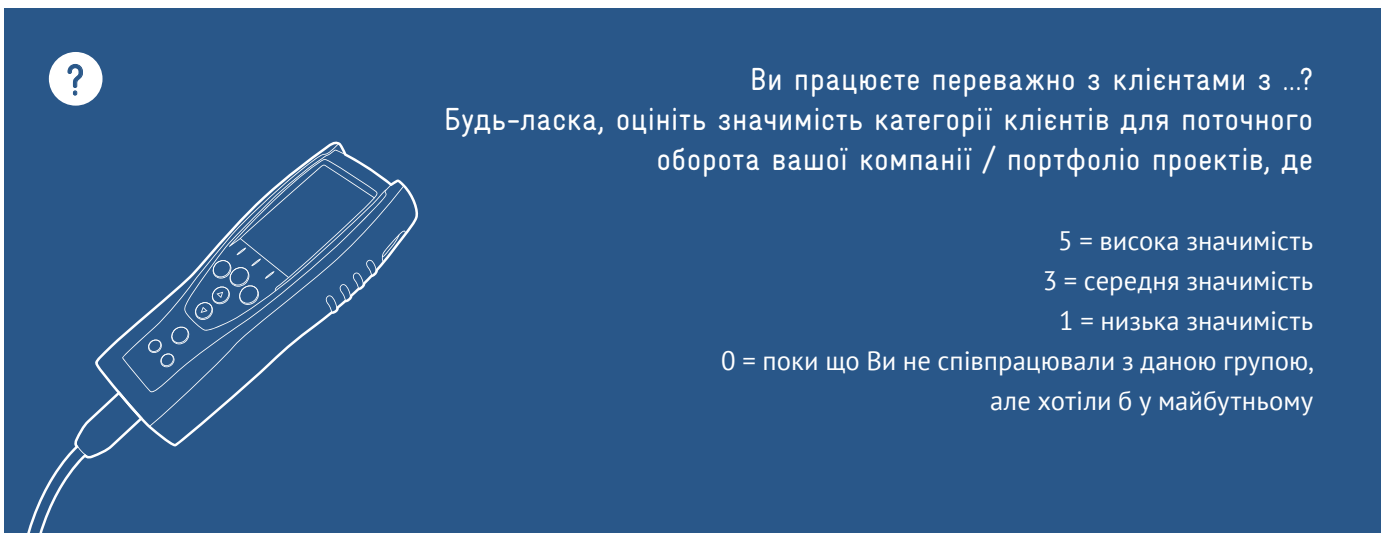 ?
Ви працюєте переважно з клієнтами з ...?
Будь-ласка, оцініть значимість категорії клієнтів для поточного
оборота вашої компанії / портфоліо проектів, де
5 = висока значимість
3 = середня значимість
1 = низька значимість
0 = поки що Ви не співпрацювали з даною групою,
але хотіли б у майбутньому